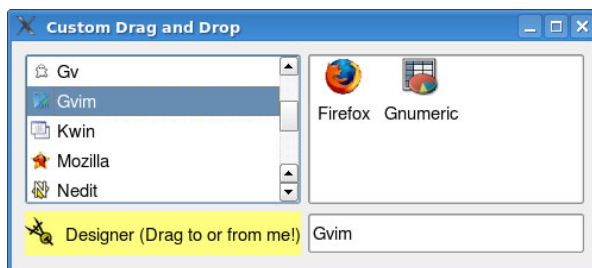 Custom Drag and Drop
Gv
Gvim
Kwin
Mozilla
Nedit
Firefox Gnumeric
Designer (Drag to or from me!)
Gvim